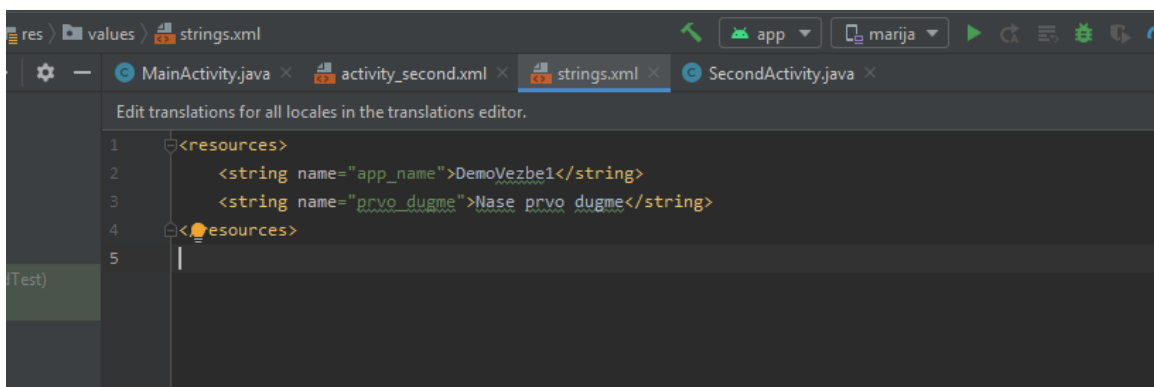 res values strings.xml app marija
MainActivity.java activity_second.xml strings.xml SecondActivity.java
Edit translations for all locales in the translations editor.
1 <resources>
2 <string name="app_name">DemoVezbe1</string>
3 <string name="prvo_dugme">Nase prvo dugme</string>
4 </resources>
5
Test)